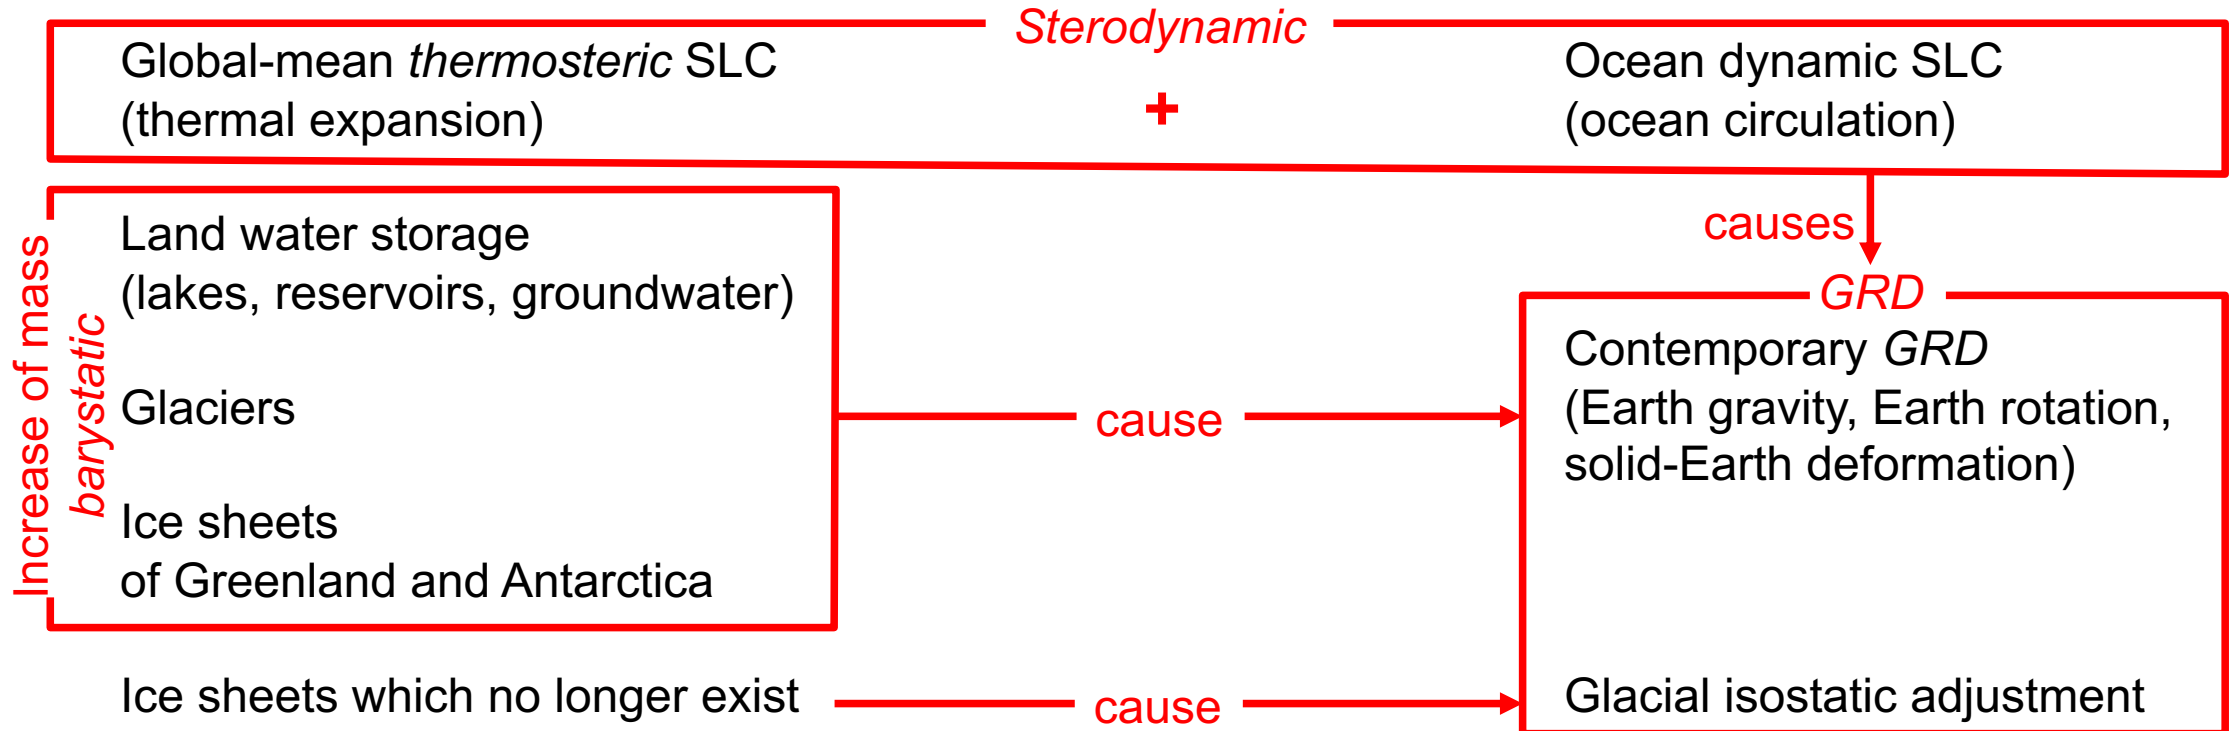 Sterodynamic
Global-mean thermosteric SLC
(thermal expansion)
+
Ocean dynamic SLC
(ocean circulation)
causes
Increase of mass
barystatic
Land water storage
(lakes, reservoirs, groundwater)
Glaciers
Ice sheets
of Greenland and Antarctica
cause
GRD
Contemporary GRD
(Earth gravity, Earth rotation,
solid-Earth deformation)
Ice sheets which no longer exist
cause
Glacial isostatic adjustment